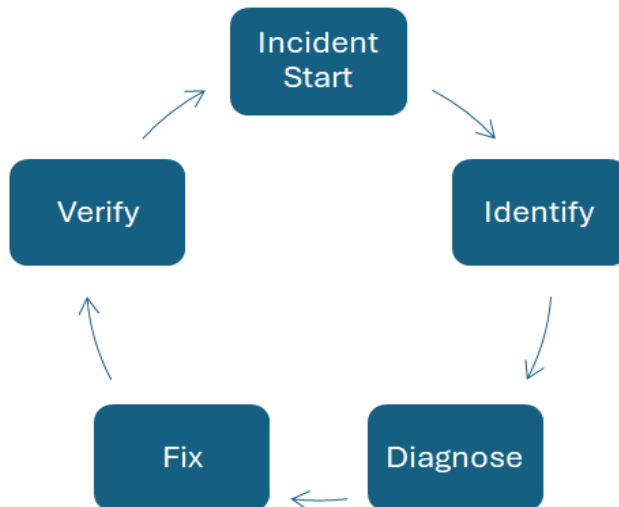 Incident
Start
Identify
Diagnose
Fix
Verify